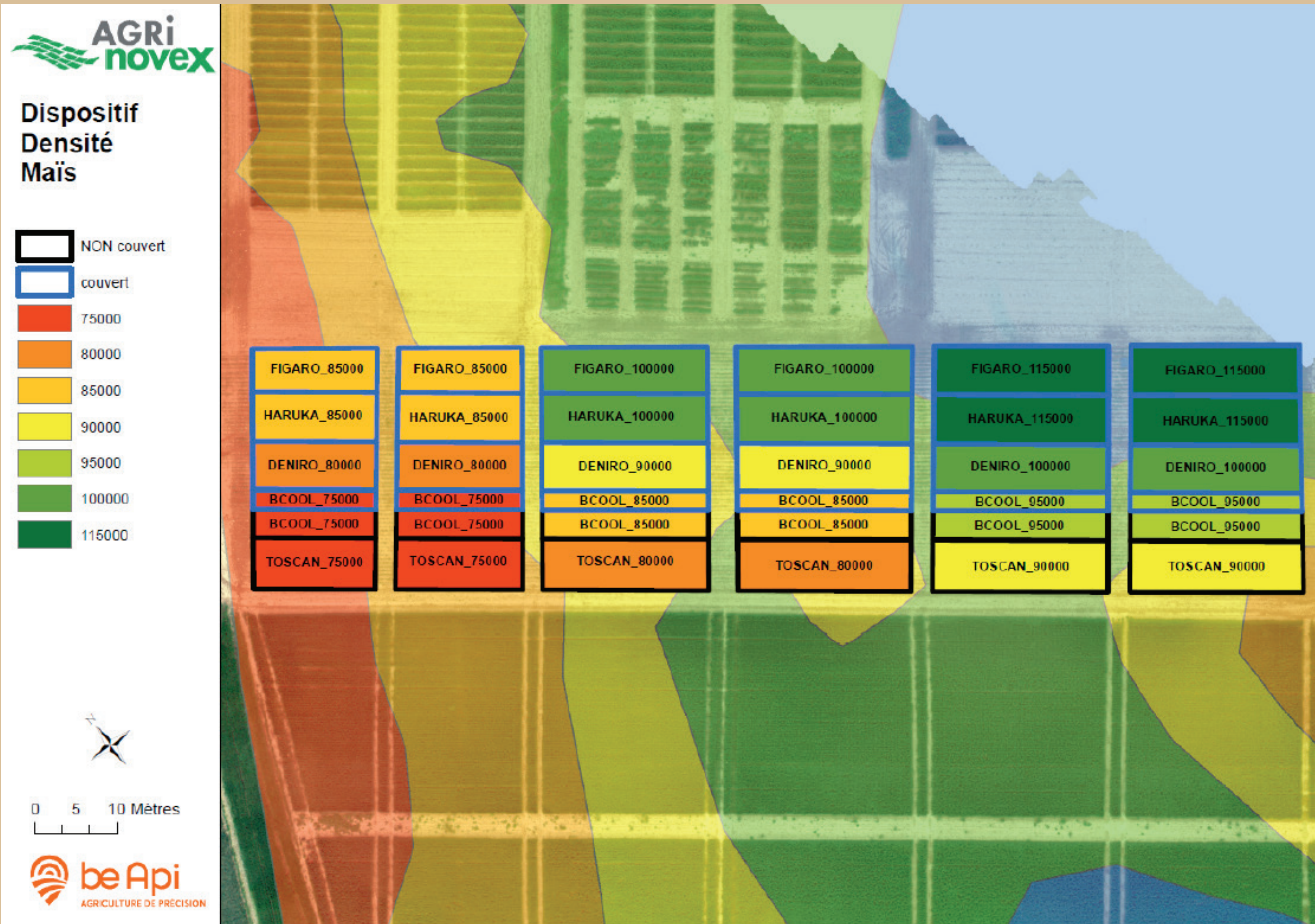 AGRi
novex
Dispositif
Densité
Maïs
NON couvert
couvert
75000
80000
85000
90000
95000
100000
115000
N
0 5 10 Mètres
be Api
AGRICULTURE DE PRÉCISION
FIGARO_85000 FIGARO_85000 FIGARO_100000 FIGARO_100000 FIGARO_115000 FIGARO_115000
HARUKA_85000 HARUKA_85000 HARUKA_100000 HARUKA_100000 HARUKA_115000 HARUKA_115000
DENIRO_80000 DENIRO_80000 DENIRO_90000 DENIRO_90000 DENIRO_100000 DENIRO_100000
BCOOL_75000 BCOOL_75000 BCOOL_85000 BCOOL_85000 BCOOL_95000 BCOOL_95000
BCOOL_75000 BCOOL_75000 BCOOL_85000 BCOOL_85000 BCOOL_95000 BCOOL_95000
TOSCAN_75000 TOSCAN_75000 TOSCAN_80000 TOSCAN_80000 TOSCAN_90000 TOSCAN_90000